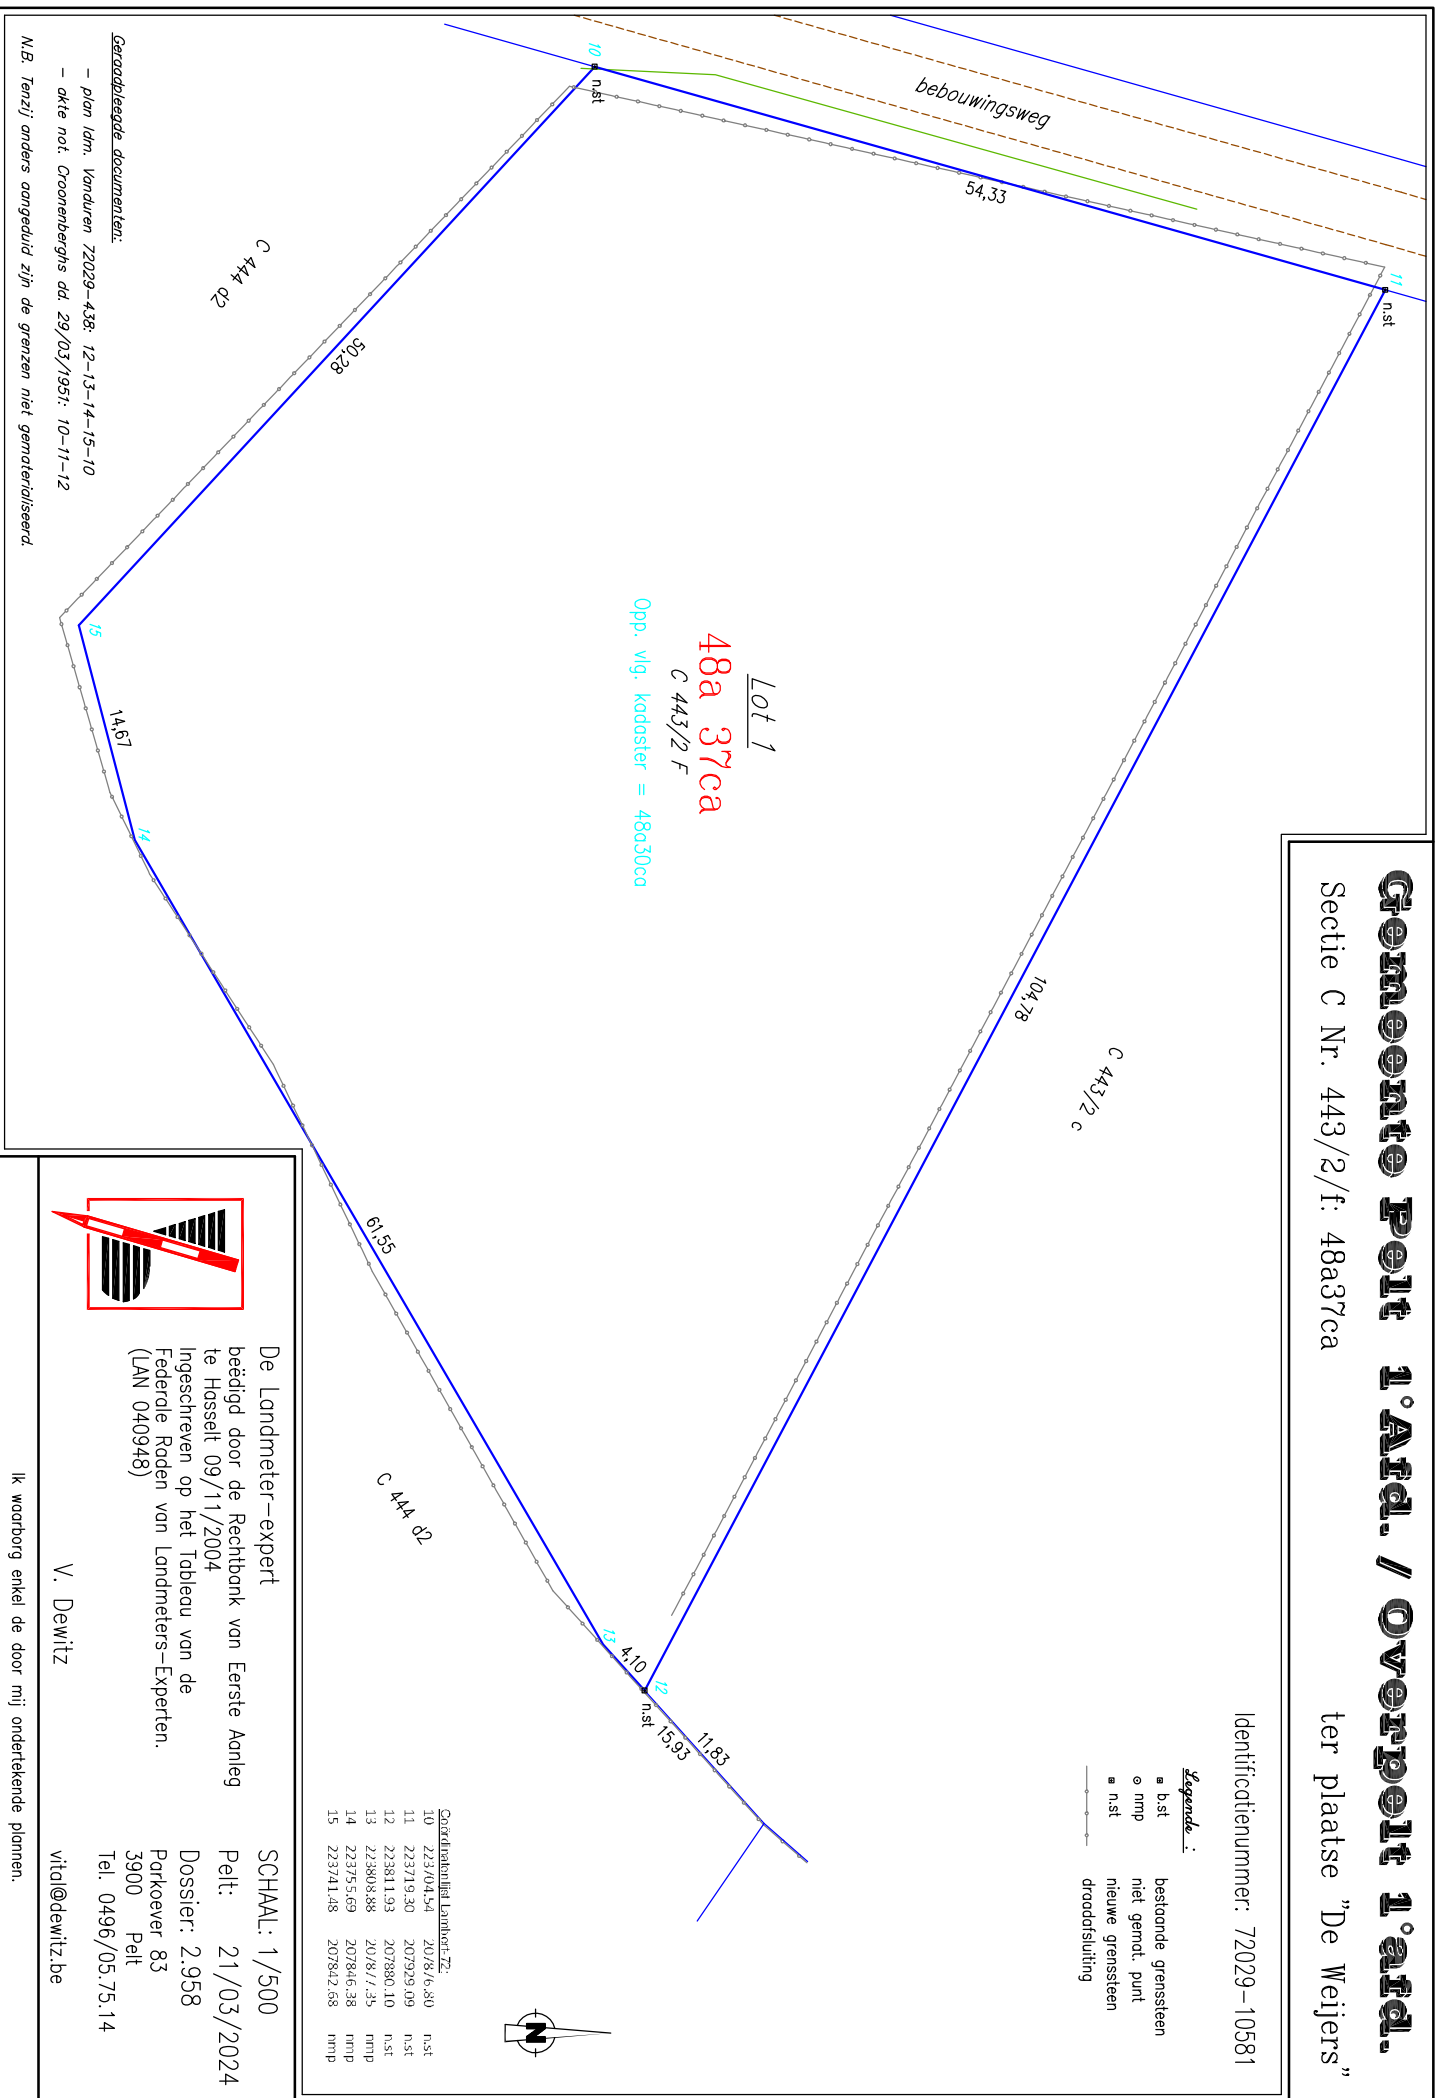 Gemeente Pelt 1°Afd. / Overpelt 1°afd.
Sectie C Nr. 443/2/f: 48a37ca ter plaatse "De Weijers"
Identificatienummer: 72029-10581
Legende :
b.st bestaande grenssteen
nmp niet gemat. punt
n.st nieuwe grenssteen
draadafsluiting
bebouwingsweg
10
n.st
11
n.st
54,33
50,28
C 444 d2
15
14,67
14
Lot 1
48a 37ca
C 443/2 F
Opp. vlg. kadaster = 48a30ca
104,78
C 443/2 c
61,55
C 444 d2
13
4,10
12
n.st
11,83
15,93
Coördinatenlijst Lambert-72:
10 223704.54 207876.80 n.st
11 223719.30 207929.09 n.st
12 223811.93 207880.10 n.st
13 223808.88 207877.35 nmp
14 223755.69 207846.38 nmp
15 223741.48 207842.68 nmp
N
Geraadpleegde documenten:
- plan ldm. Vanduren 72029-438: 12-13-14-15-10
- akte not. Croonenberghs dd. 29/03/1951: 10-11-12
N.B. Tenzij anders aangeduid zijn de grenzen niet gematerialiseerd.
De Landmeter-expert
beëdigd door de Rechtbank van Eerste Aanleg
te Hasselt 09/11/2004
Ingeschreven op het Tableau van de
Federale Raden van Landmeters-Experten.
(LAN 040948)
V. Dewitz
SCHAAL: 1/500
Pelt: 21/03/2024
Dossier: 2.958
Parkoever 83
3900 Pelt
Tel. 0496/05.75.14
vital@dewitz.be
Ik waarborg enkel de door mij ondertekende plannen.